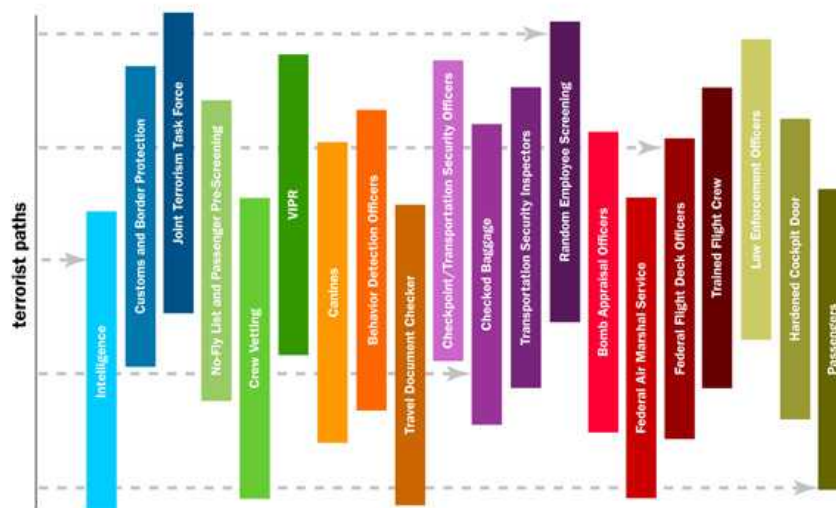 terrorist paths
Intelligence
Customs and Border Protection
Joint Terrorism Task Force
No-Fly List and Passenger Pre-Screening
Crew Vetting
VIPR
Canines
Behavior Detection Officers
Travel Document Checker
Checkpoint/Transportation Security Officers
Checked Baggage
Transportation Security Inspectors
Random Employee Screening
Bomb Appraisal Officers
Federal Air Marshal Service
Federal Flight Deck Officers
Trained Flight Crew
Law Enforcement Officers
Hardened Cockpit Door
Passengers